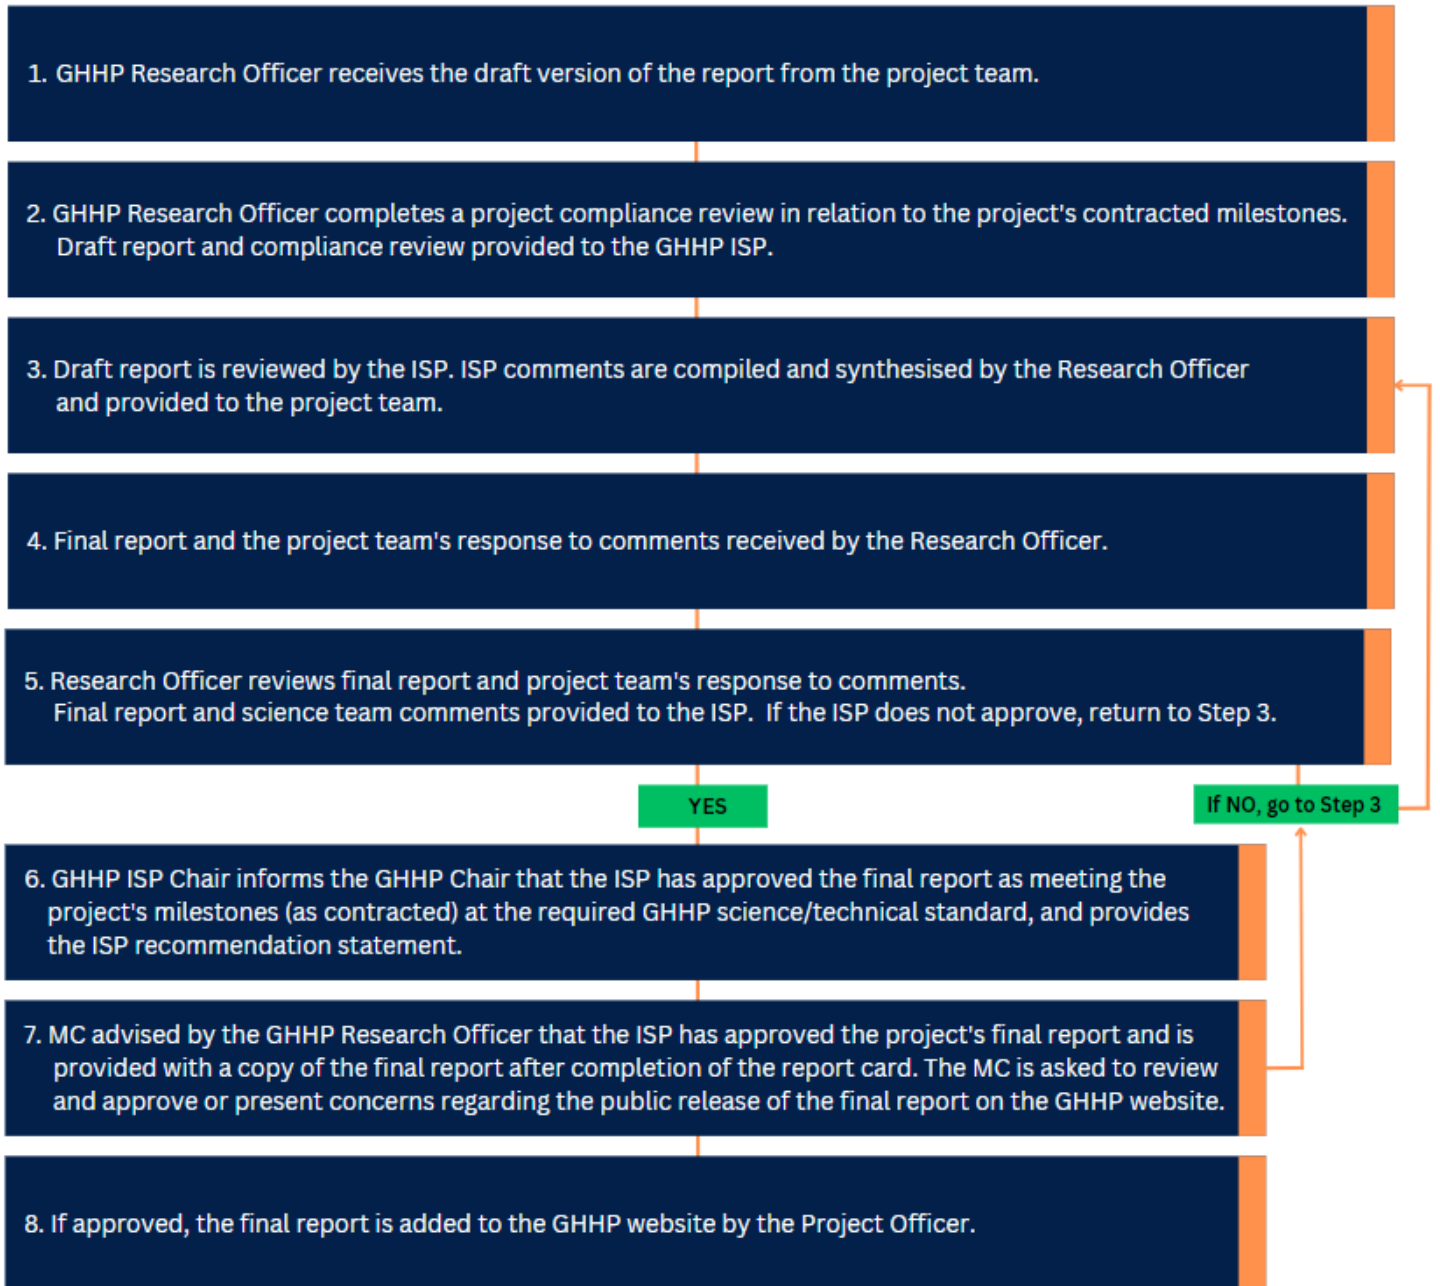 1. GHHP Research Officer receives the draft version of the report from the project team.
2. GHHP Research Officer completes a project compliance review in relation to the project's contracted milestones.
Draft report and compliance review provided to the GHHP ISP.
3. Draft report is reviewed by the ISP. ISP comments are compiled and synthesised by the Research Officer
and provided to the project team.
4. Final report and the project team's response to comments received by the Research Officer.
5. Research Officer reviews final report and project team's response to comments.
Final report and science team comments provided to the ISP. If the ISP does not approve, return to Step 3.
YES
If NO, go to Step 3
6. GHHP ISP Chair informs the GHHP Chair that the ISP has approved the final report as meeting the
project's milestones (as contracted) at the required GHHP science/technical standard, and provides
the ISP recommendation statement.
7. MC advised by the GHHP Research Officer that the ISP has approved the project's final report and is
provided with a copy of the final report after completion of the report card. The MC is asked to review
and approve or present concerns regarding the public release of the final report on the GHHP website.
8. If approved, the final report is added to the GHHP website by the Project Officer.